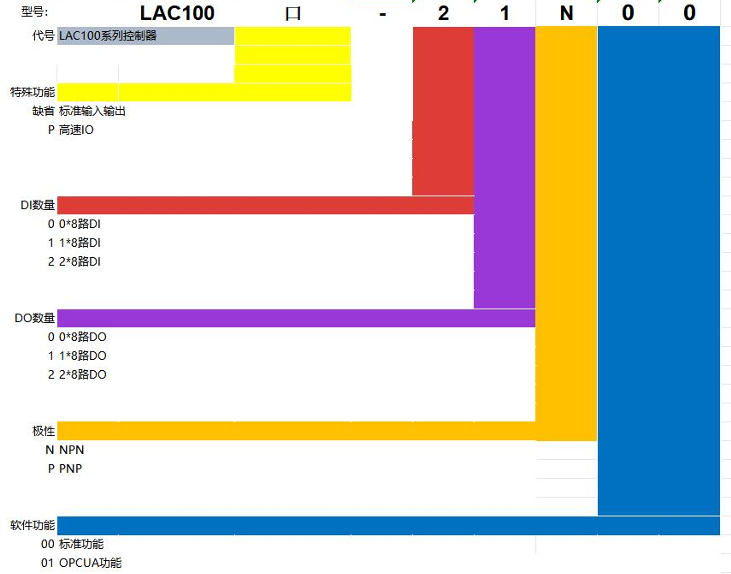 型号: LAC100 口 - 2 1 N 0 0
代号 LAC100系列控制器
特殊功能
缺省 标准输入输出
P 高速IO
DI数量
0 0*8路DI
1 1*8路DI
2 2*8路DI
DO数量
0 0*8路DO
1 1*8路DO
2 2*8路DO
极性
N NPN
P PNP
软件功能
00 标准功能
01 OPCUA功能